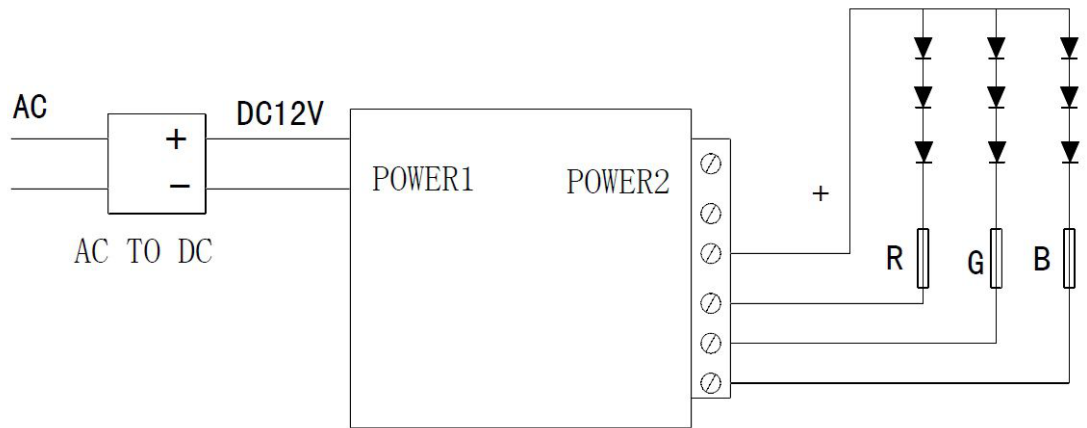 AC
DC12V
+
−
POWER1
POWER2
+
AC TO DC
R
G
B